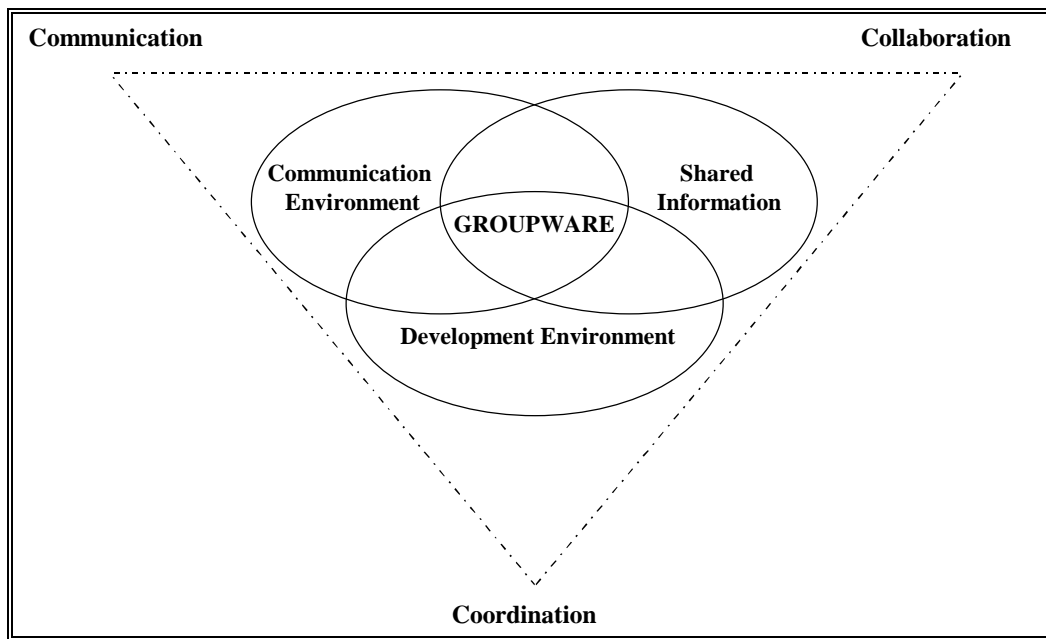 Communication
Collaboration
Communication
Environment
Shared
Information
GROUPWARE
Development Environment
Coordination